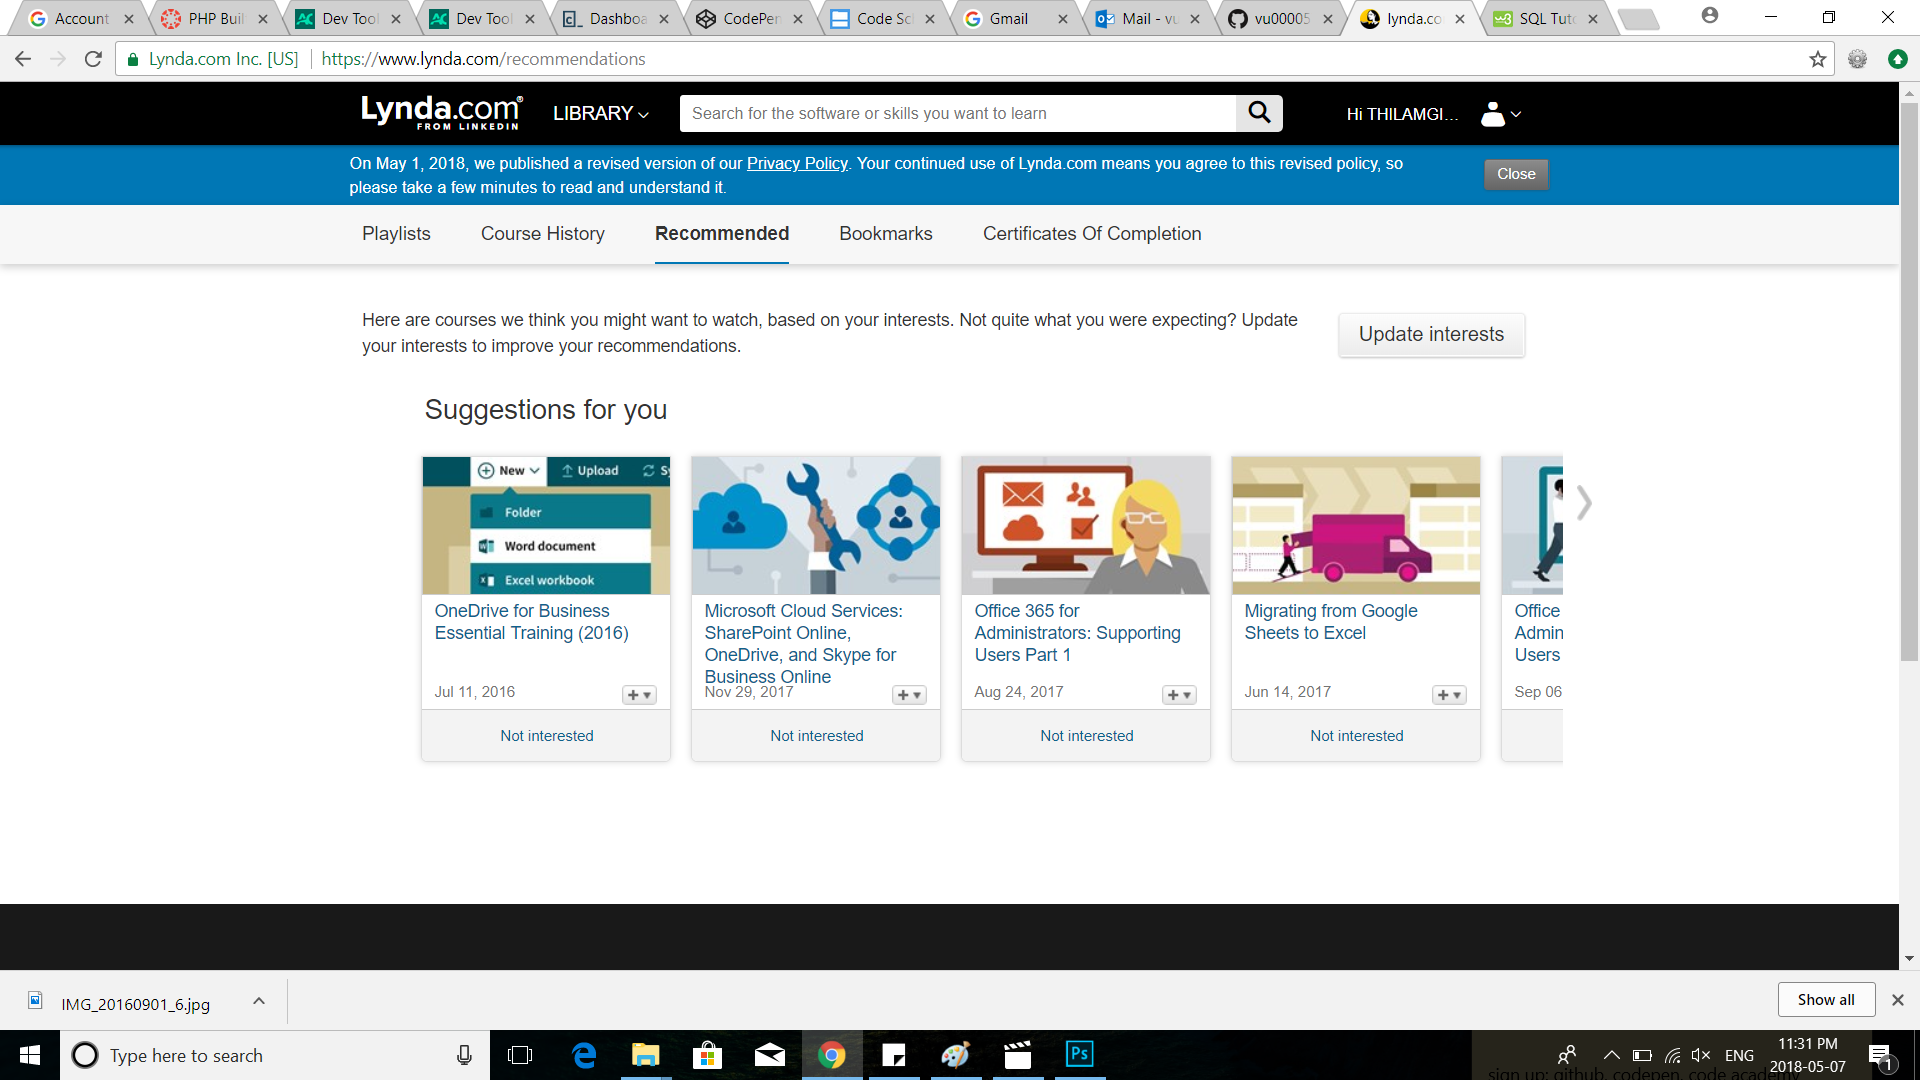 Account
PHP Buil
Dev Tool
Dev Tool
Dashboa
CodePen
Code Sc
Gmail
Mail - vu
vu00005
lynda.co
SQL Tuto
Lynda.com Inc. [US]
https://www.lynda.com/recommendations
Lynda.com
FROM LINKEDIN
LIBRARY
Search for the software or skills you want to learn
Hi THILAMGI...
On May 1, 2018, we published a revised version of our Privacy Policy. Your continued use of Lynda.com means you agree to this revised policy, so
please take a few minutes to read and understand it.
Close
Playlists
Course History
Recommended
Bookmarks
Certificates Of Completion
Here are courses we think you might want to watch, based on your interests. Not quite what you were expecting? Update
your interests to improve your recommendations.
Update interests
Suggestions for you
New
Upload
Sy
Folder
Word document
Excel workbook
OneDrive for Business
Essential Training (2016)
Jul 11, 2016
Not interested
Microsoft Cloud Services:
SharePoint Online,
OneDrive, and Skype for
Business Online
Nov 29, 2017
Not interested
Office 365 for
Administrators: Supporting
Users Part 1
Aug 24, 2017
Not interested
Migrating from Google
Sheets to Excel
Jun 14, 2017
Not interested
Office
Admin
Users
Sep 06
IMG_20160901_6.jpg
Show all
Type here to search
Ps
ENG
11:31 PM
2018-05-07
1
sign up: github, codepen, code academy